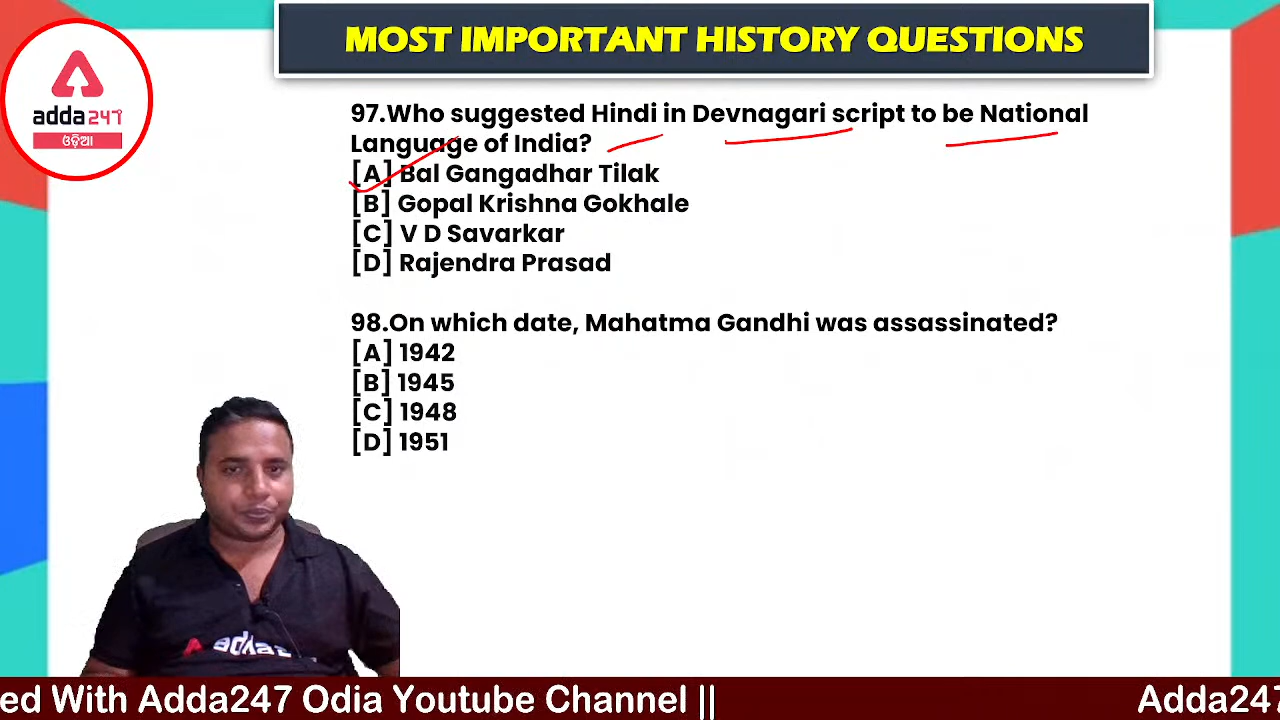 MOST IMPORTANT HISTORY QUESTIONS
adda247
ଓଡ଼ିଆ
97.Who suggested Hindi in Devnagari script to be National
Language of India?
[A] Bal Gangadhar Tilak
[B] Gopal Krishna Gokhale
[C] V D Savarkar
[D] Rajendra Prasad
98.On which date, Mahatma Gandhi was assassinated?
[A] 1942
[B] 1945
[C] 1948
[D] 1951
ed With Adda247 Odia Youtube Channel || Adda247